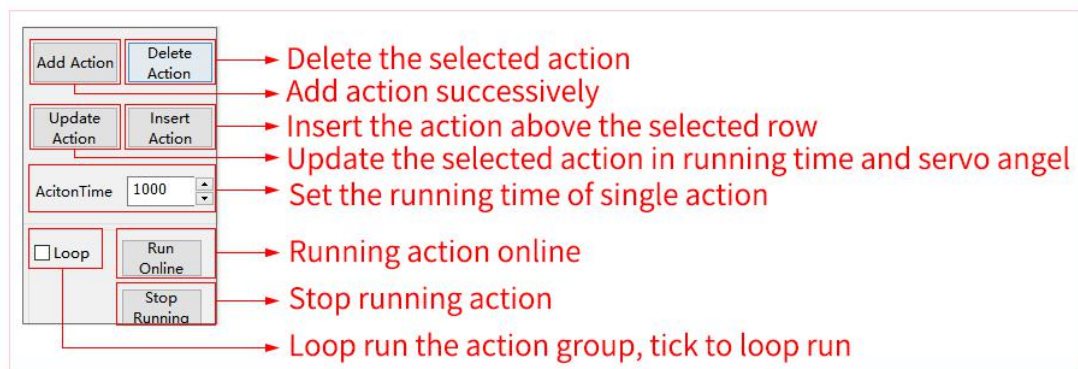 Add Action
Delete
Action
Delete the selected action
Add action successively
Update
Action
Insert
Action
Insert the action above the selected row
Update the selected action in running time and servo angel
AcitonTime
1000
Set the running time of single action
Loop
Run
Online
Running action online
Stop
Running
Stop running action
Loop run the action group, tick to loop run